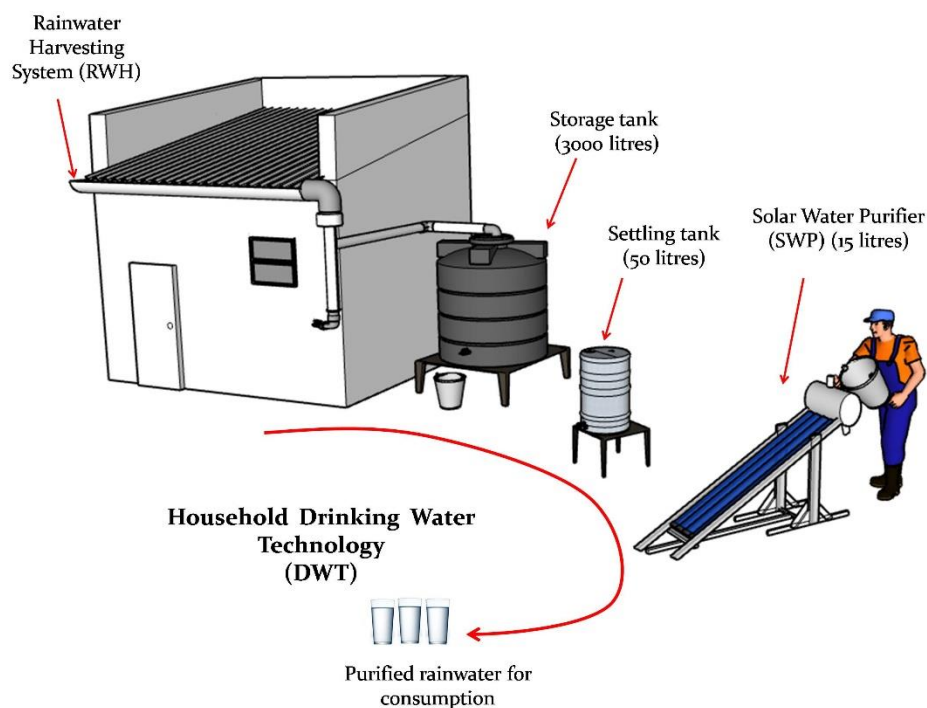 Rainwater
Harvesting
System (RWH)
Storage tank
(3000 litres)
Settling tank
(50 litres)
Solar Water Purifier
(SWP) (15 litres)
Household Drinking Water
Technology
(DWT)
Purified rainwater for
consumption